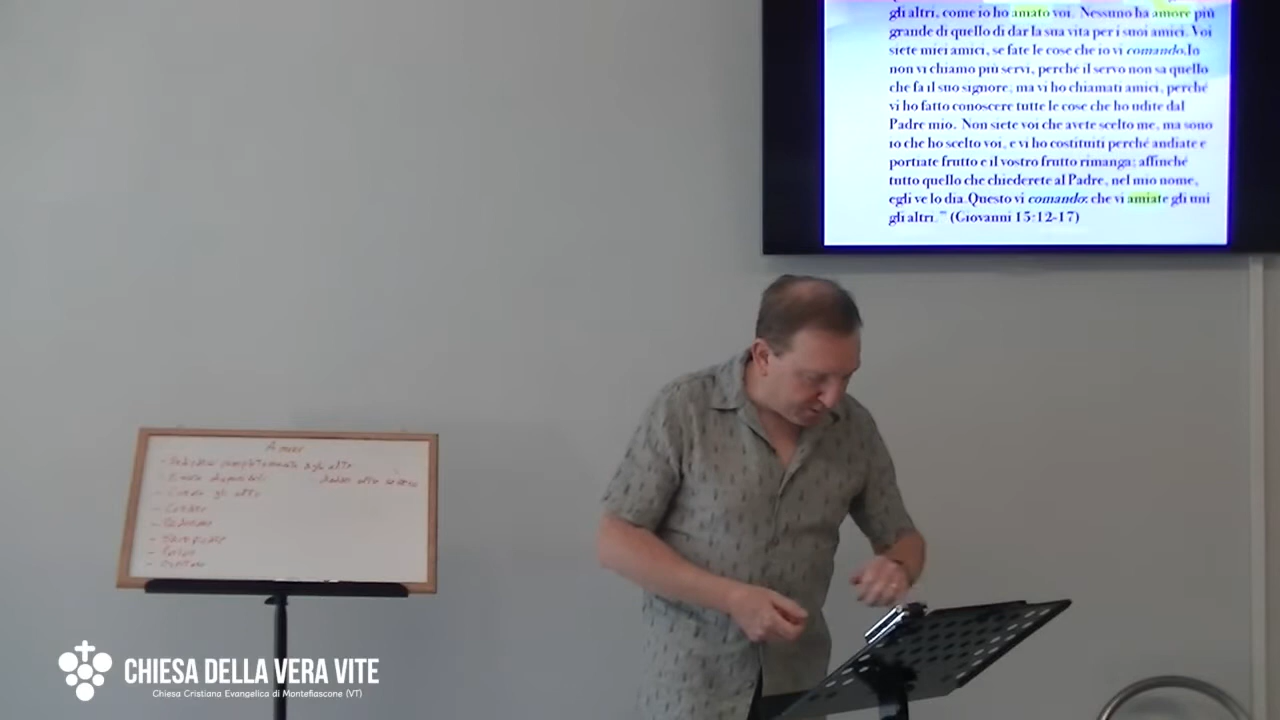 gli altri, come io ho amato voi. Nessuno ha amore più
grande di quello di dar la sua vita per i suoi amici. Voi
siete miei amici, se fate le cose che io vi comando.Io
non vi chiamo più servi, perché il servo non sa quello
che fa il suo signore, ma vi ho chiamati amici, perché
vi ho fatto conoscere tutte le cose che ho udite dal
Padre mio. Non siete voi che avete scelto me, ma sono
io che ho scelto voi, e vi ho costituiti perché andiate e
portiate frutto e il vostro frutto rimanga; affinché
tutto quello che chiederete al Padre, nel mio nome,
egli ve lo dia.Questo vi comando: che vi amiate gli uni
gli altri.” (Giovanni 15:12-17)
Amore
completamente agli altri
disponibili
gli altri
CHIESA DELLA VERA VITE
Chiesa Cristiana Evangelica di Montefiascone (VT)